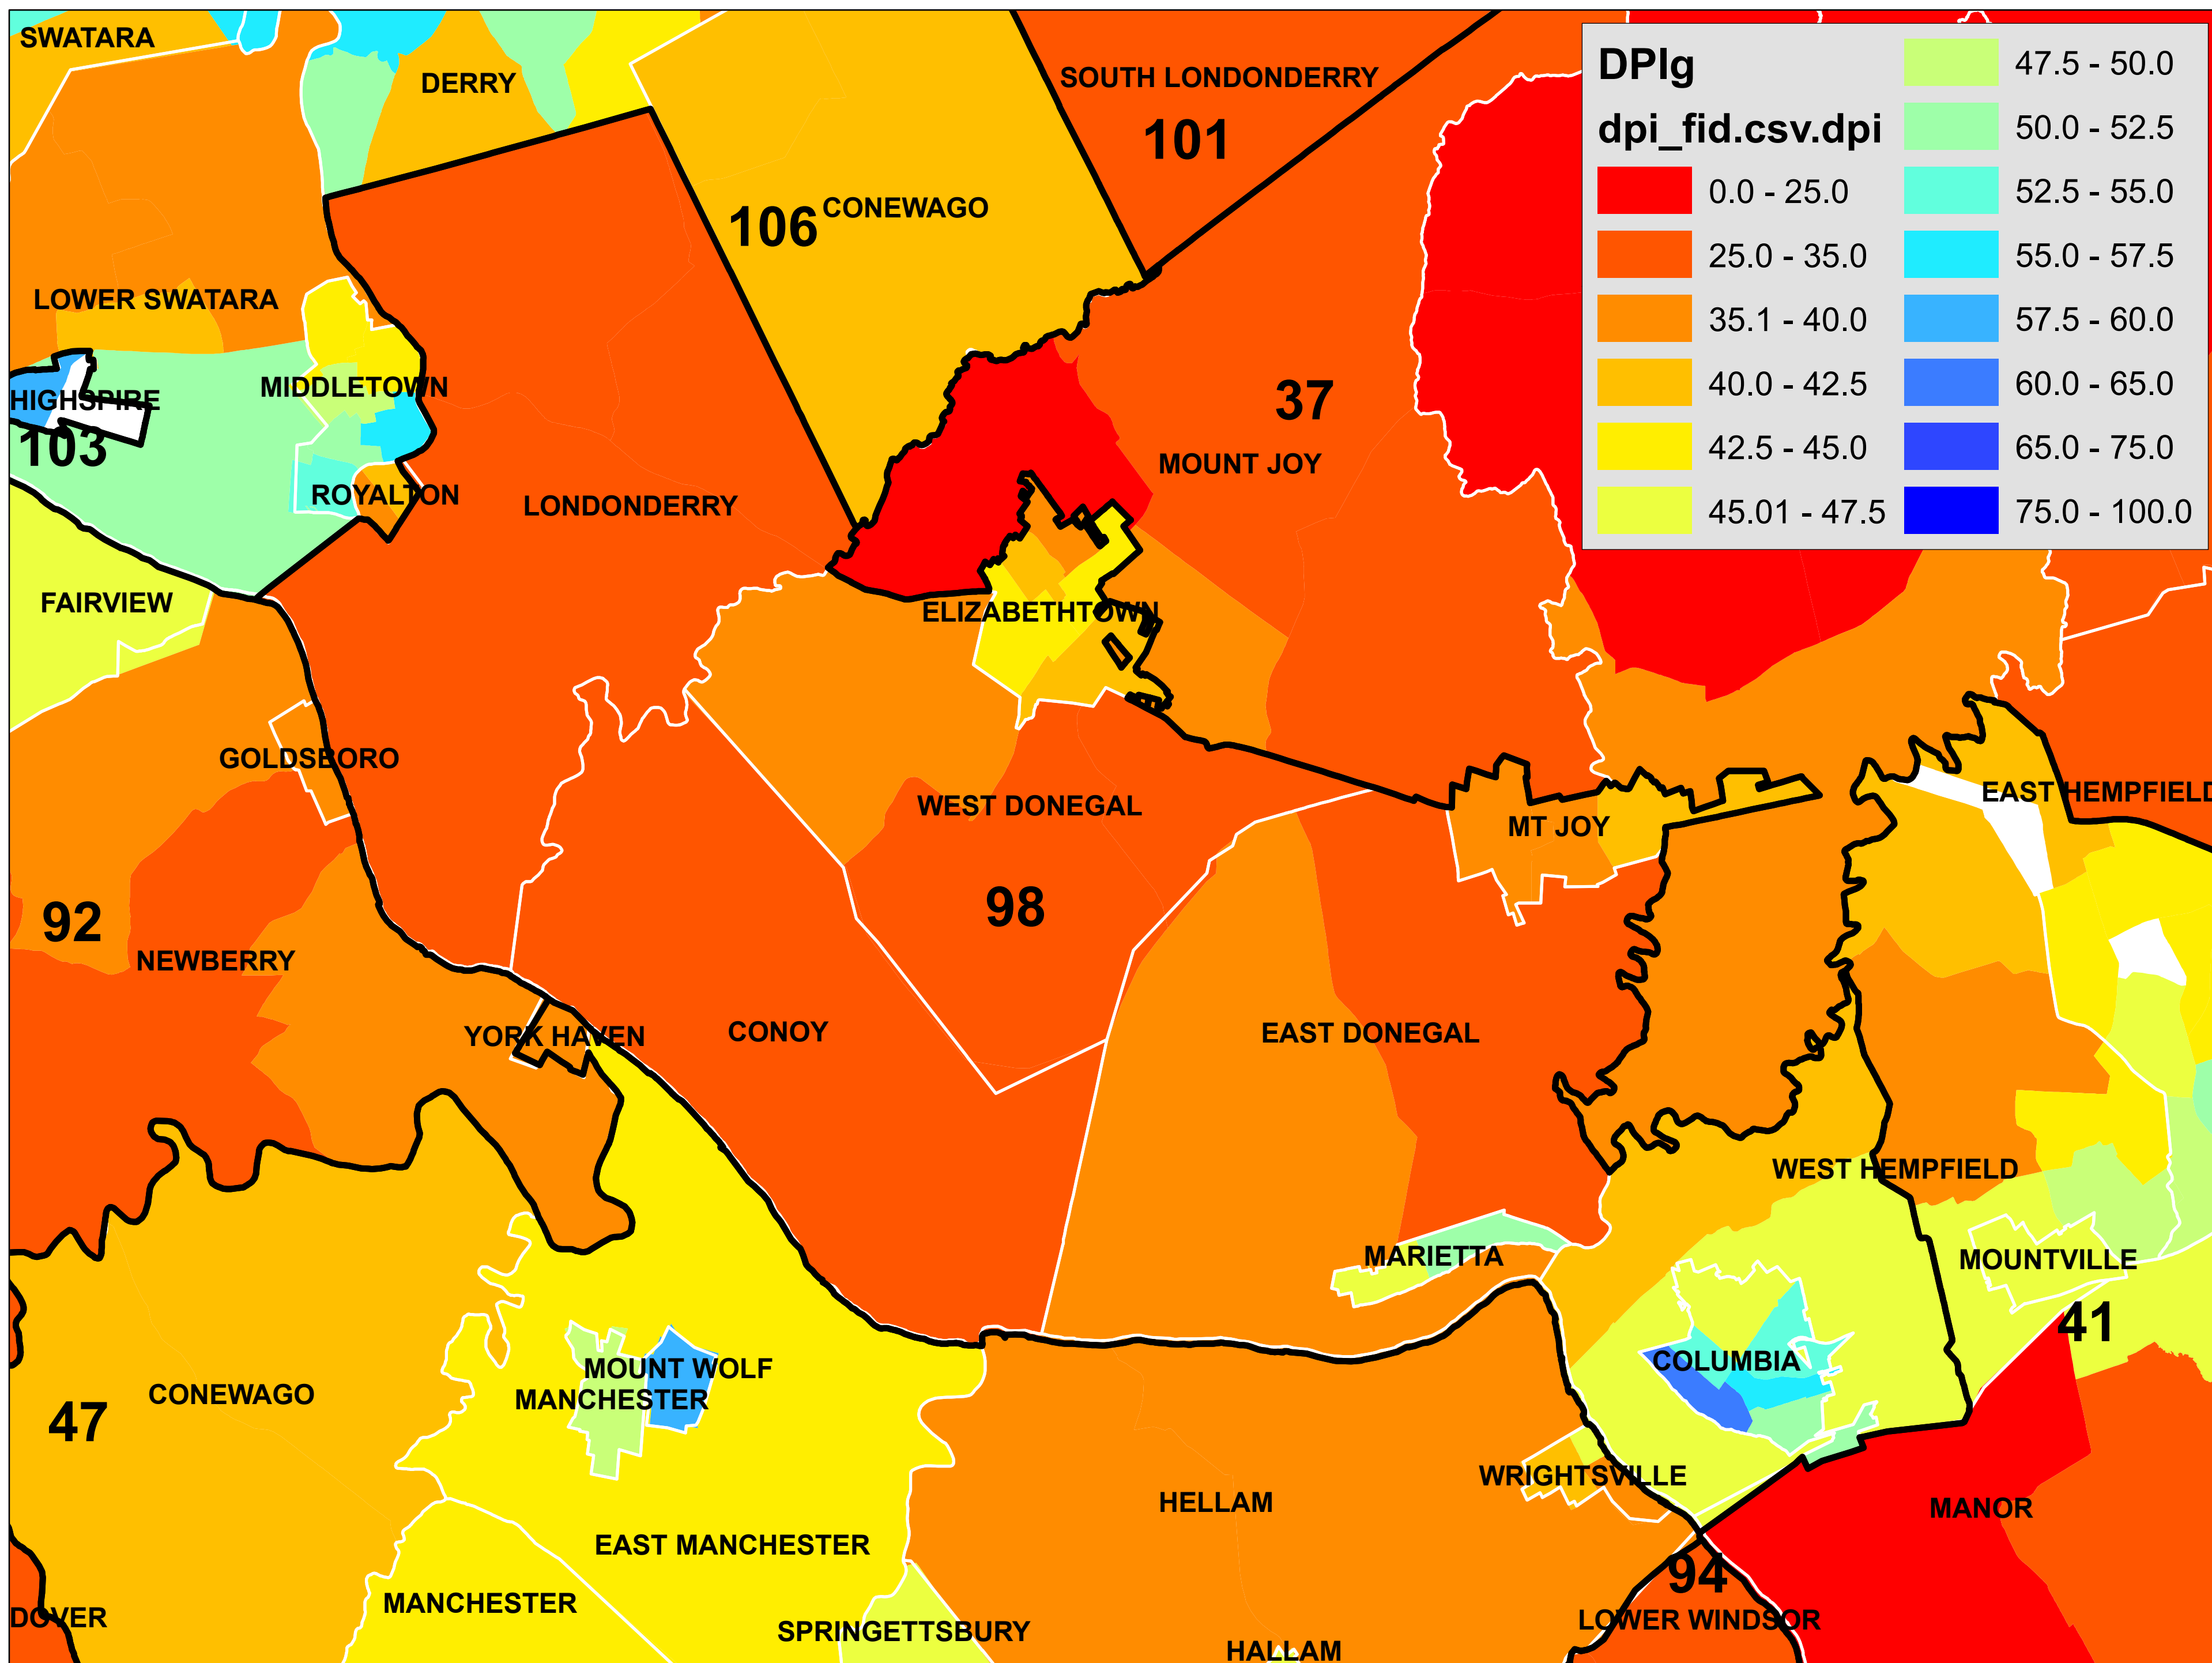 SWATARA
DERRY
SOUTH LONDONDERRY
101
DPIg
dpi_fid.csv.dpi
0.0 - 25.0
25.0 - 35.0
35.1 - 40.0
40.0 - 42.5
42.5 - 45.0
45.01 - 47.5
47.5 - 50.0
50.0 - 52.5
52.5 - 55.0
55.0 - 57.5
57.5 - 60.0
60.0 - 65.0
65.0 - 75.0
75.0 - 100.0
106
CONEWAGO
LOWER SWATARA
HIGHSPIRE
103
MIDDLETOWN
ROYALTON
LONDONDERRY
37
MOUNT JOY
FAIRVIEW
ELIZABETHTOWN
GOLDSBORO
WEST DONEGAL
MT JOY
EAST HEMPFIELD
92
NEWBERRY
98
YORK HAVEN
CONOY
EAST DONEGAL
WEST HEMPFIELD
MARIETTA
MOUNTVILLE
41
47
CONEWAGO
MOUNT WOLF
MANCHESTER
COLUMBIA
WRIGHTSVILLE
HELLAM
MANOR
EAST MANCHESTER
94
DOVER
MANCHESTER
SPRINGETTSBURY
LOWER WINDSOR
HALLAM